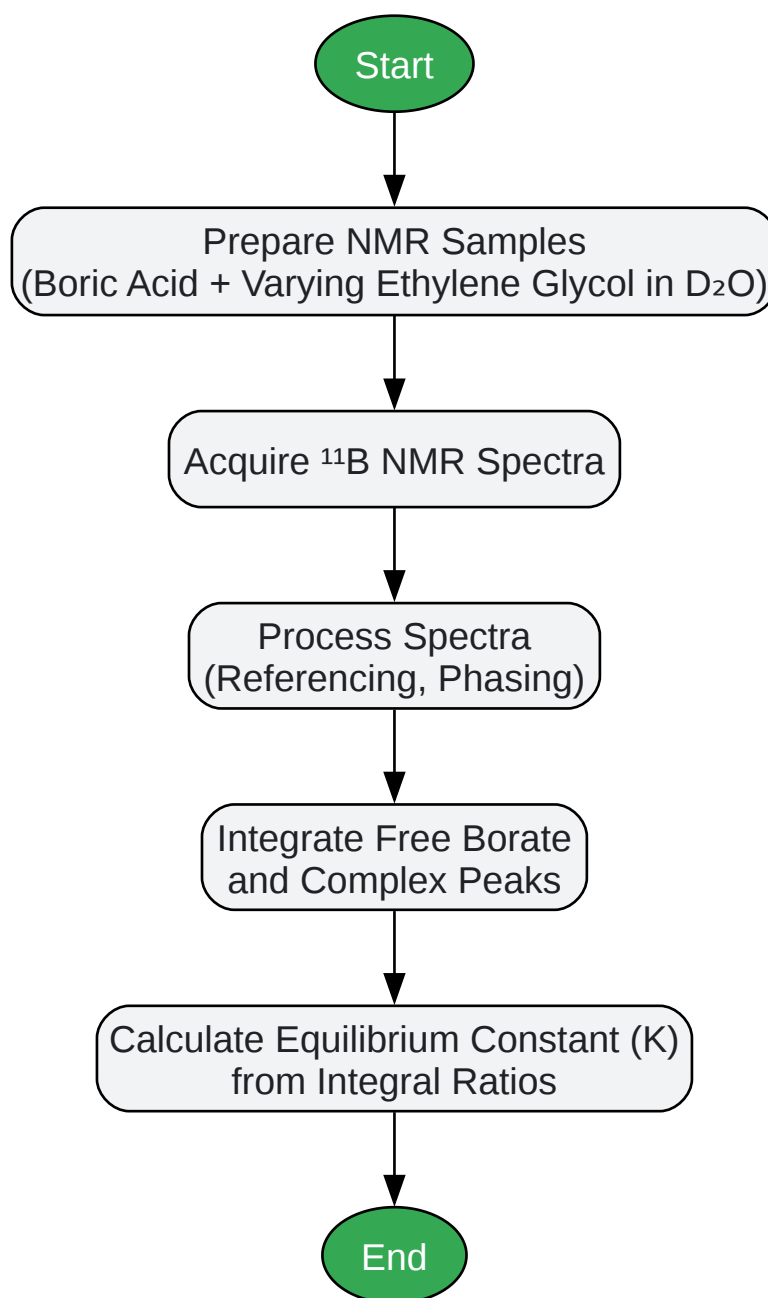 Start
Prepare NMR Samples
(Boric Acid + Varying Ethylene Glycol in D₂O)
Acquire ¹¹B NMR Spectra
Process Spectra
(Referencing, Phasing)
Integrate Free Borate
and Complex Peaks
Calculate Equilibrium Constant (K)
from Integral Ratios
End